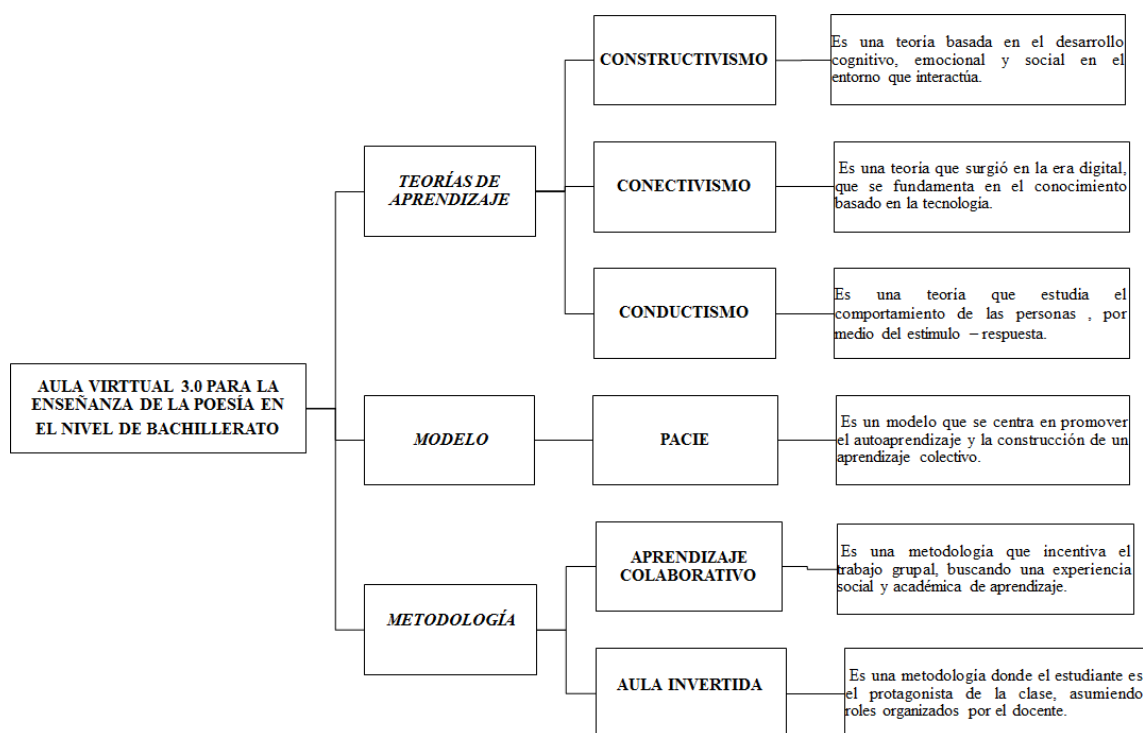 CONSTRUCTIVISMO
Es una teoría basada en el desarrollo
cognitivo, emocional y social en el
entorno que interactúa.
TEORÍAS DE
APRENDIZAJE
CONECTIVISMO
Es una teoría que surgió en la era digital,
que se fundamenta en el conocimiento
basado en la tecnología.
CONDUCTISMO
Es una teoría que estudia el
comportamiento de las personas , por
medio del estímulo – respuesta.
AULA VIRTTUAL 3.0 PARA LA
ENSEÑANZA DE LA POESÍA EN
EL NIVEL DE BACHILLERATO
MODELO
PACIE
Es un modelo que se centra en promover
el autoaprendizaje y la construcción de un
aprendizaje colectivo.
METODOLOGÍA
APRENDIZAJE
COLABORATIVO
Es una metodología que incentiva el
trabajo grupal, buscando una experiencia
social y académica de aprendizaje.
AULA INVERTIDA
Es una metodología donde el estudiante es
el protagonista de la clase, asumiendo
roles organizados por el docente.